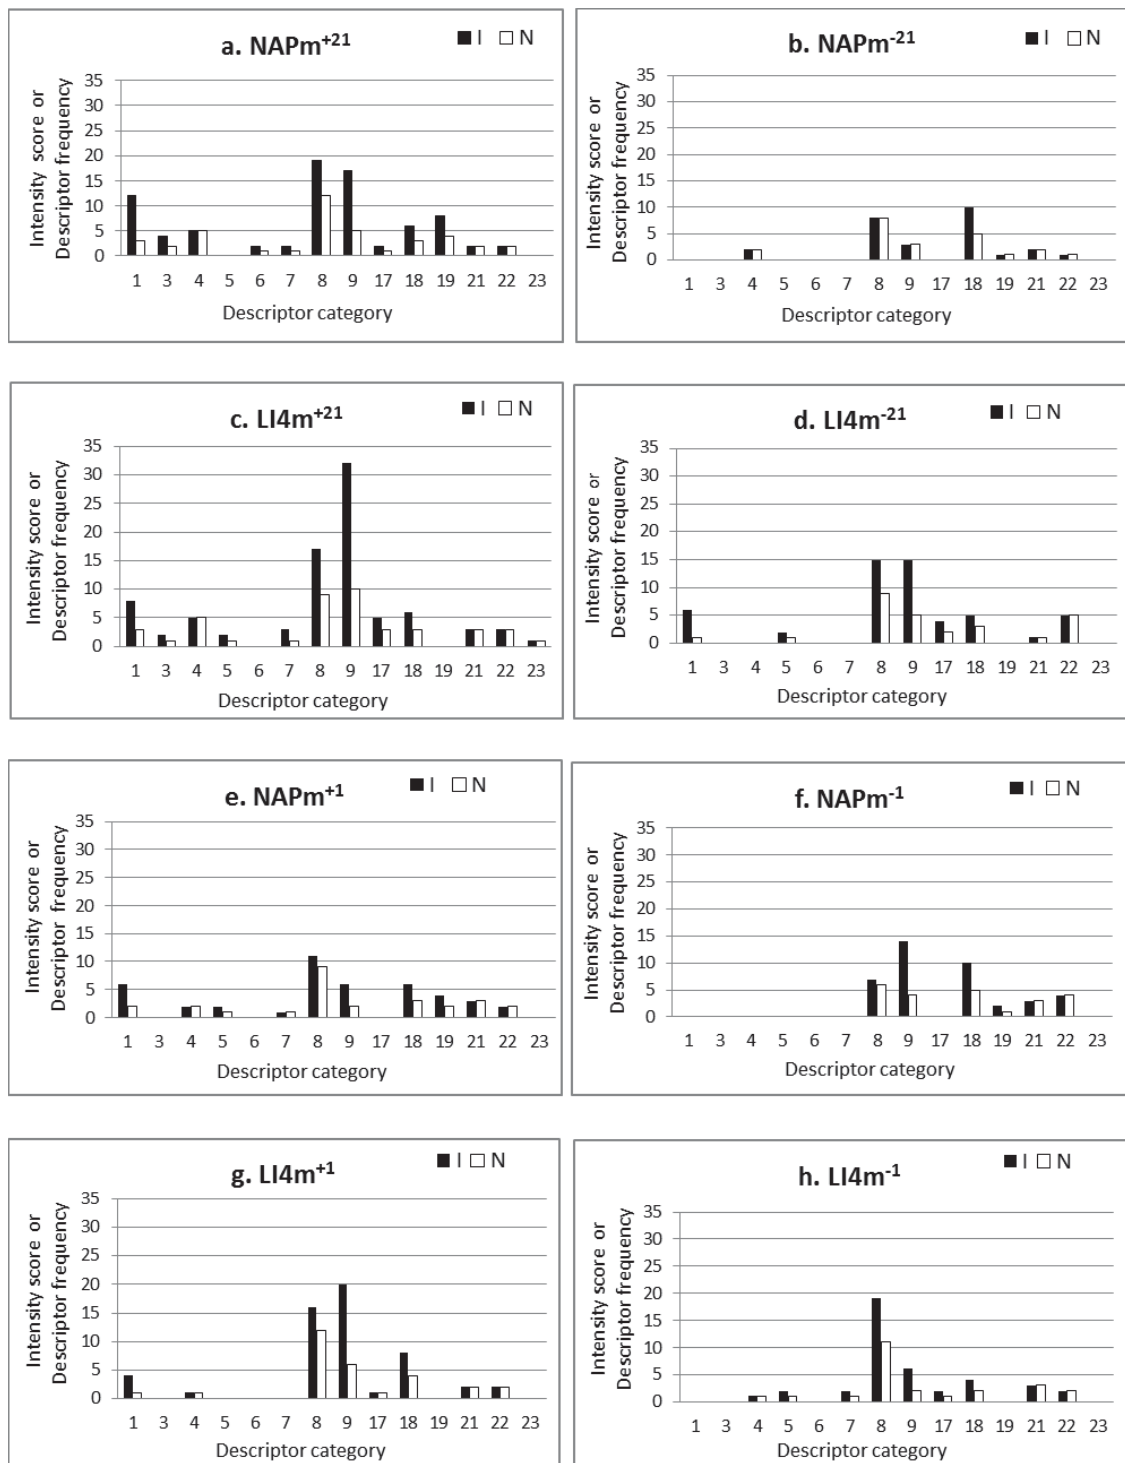 a. NAPm+21
I N
Intensity score or
Descriptor frequency
35
30
25
20
15
10
5
0
1 3 4 5 6 7 8 9 17 18 19 21 22 23
Descriptor category
b. NAPm-21
I N
Intensity score or
Descriptor frequency
35
30
25
20
15
10
5
0
1 3 4 5 6 7 8 9 17 18 19 21 22 23
Descriptor category
c. LI4m+21
I N
Intensity score or
Descriptor frequency
35
30
25
20
15
10
5
0
1 3 4 5 6 7 8 9 17 18 19 21 22 23
Descriptor category
d. LI4m-21
I N
Intensity score or
Descriptor frequency
35
30
25
20
15
10
5
0
1 3 4 5 6 7 8 9 17 18 19 21 22 23
Descriptor category
e. NAPm+1
I N
Intensity score or
Descriptor frequency
35
30
25
20
15
10
5
0
1 3 4 5 6 7 8 9 17 18 19 21 22 23
Descriptor category
f. NAPm-1
I N
Intensity score or
Descriptor frequency
35
30
25
20
15
10
5
0
1 3 4 5 6 7 8 9 17 18 19 21 22 23
Descriptor category
g. LI4m+1
I N
Intensity score or
Descriptor frequency
35
30
25
20
15
10
5
0
1 3 4 5 6 7 8 9 17 18 19 21 22 23
Descriptor category
h. LI4m-1
I N
Intensity score or
Descriptor frequency
35
30
25
20
15
10
5
0
1 3 4 5 6 7 8 9 17 18 19 21 22 23
Descriptor category